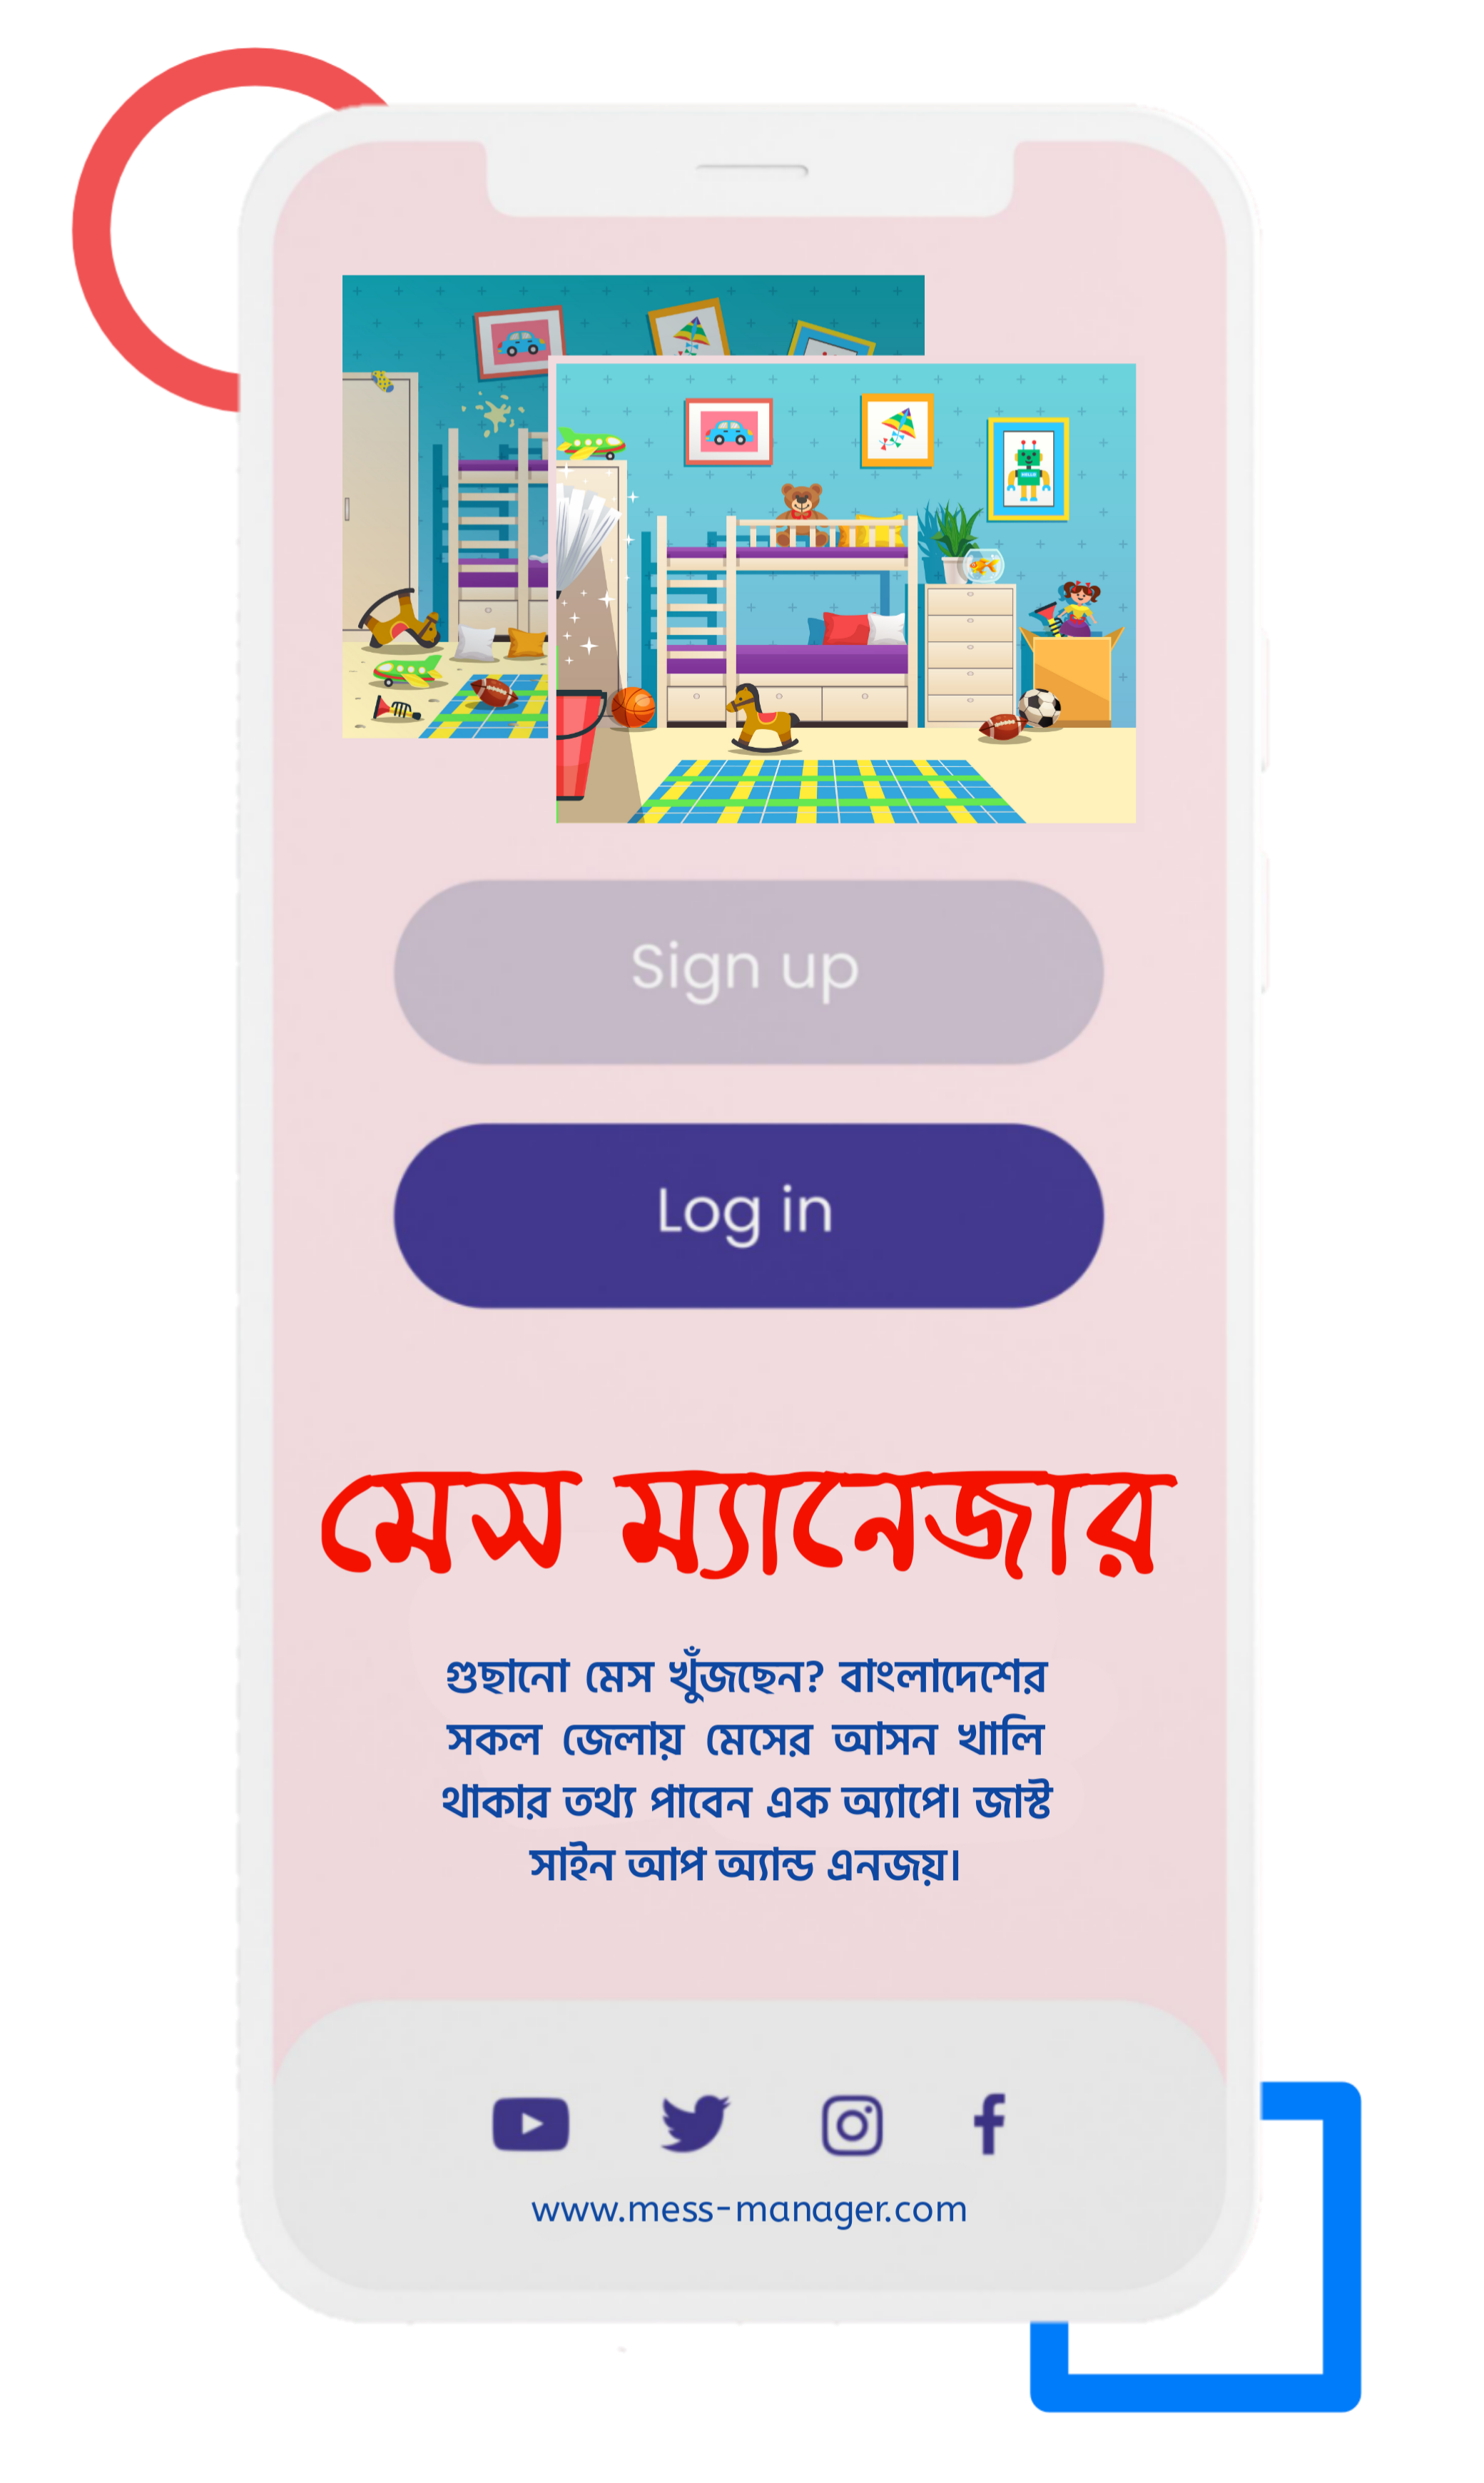 Sign up
Log in
মেস ম্যানেজার
গুছানো মেস খুঁজছেন? বাংলাদেশের
সকল জেলায় মেসের আসন খালি
থাকার তথ্য পাবেন এক অ্যাপে। জাস্ট
সাইন আপ অ্যান্ড এনজয়।
www.mess-manager.com